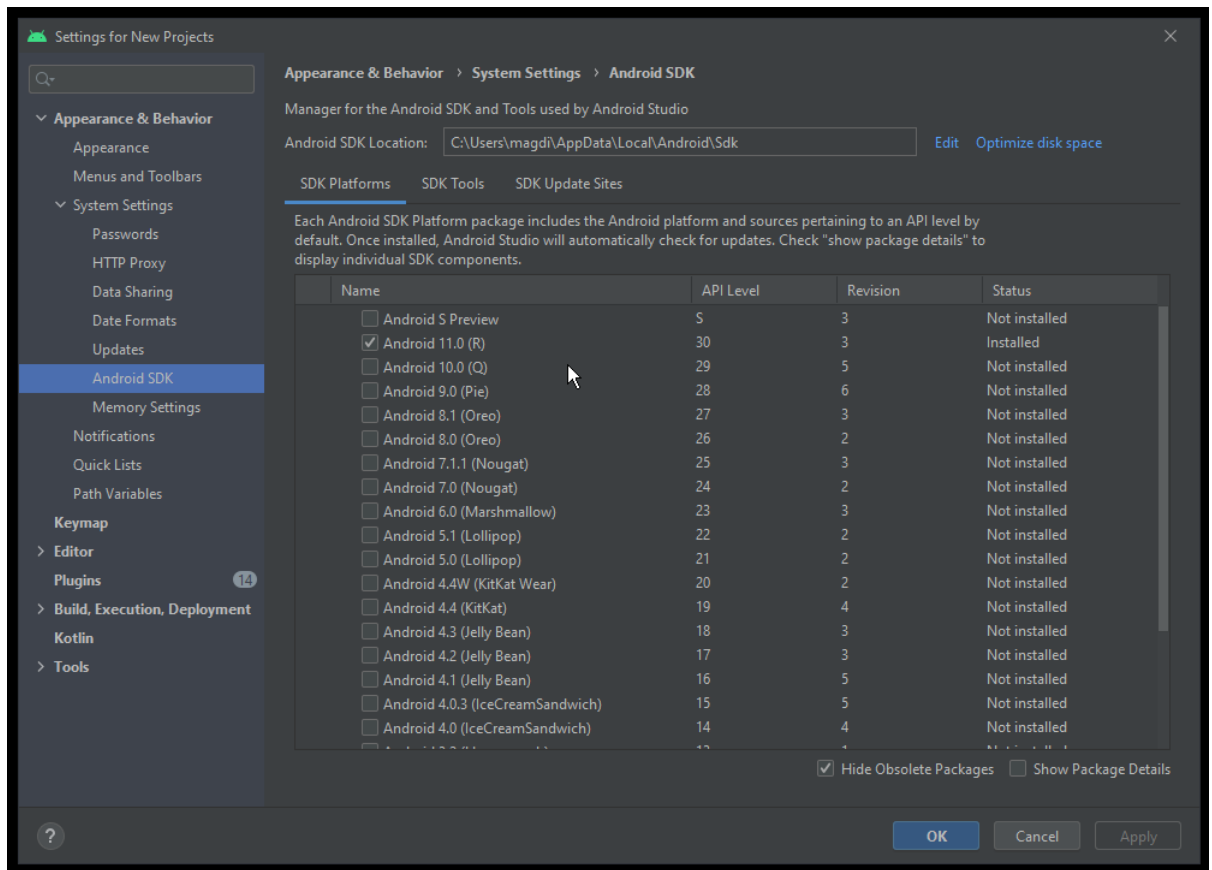 Settings for New Projects
Appearance & Behavior
Appearance
Menus and Toolbars
System Settings
Passwords
HTTP Proxy
Data Sharing
Date Formats
Updates
Android SDK
Memory Settings
Notifications
Quick Lists
Path Variables
Keymap
Editor
Plugins 14
Build, Execution, Deployment
Kotlin
Tools
Appearance & Behavior › System Settings › Android SDK
Manager for the Android SDK and Tools used by Android Studio
Android SDK Location: C:\Users\magdi\AppData\Local\Android\Sdk Edit Optimize disk space
SDK Platforms SDK Tools SDK Update Sites
Each Android SDK Platform package includes the Android platform and sources pertaining to an API level by
default. Once installed, Android Studio will automatically check for updates. Check "show package details" to
display individual SDK components.
Name API Level Revision Status
Android S Preview S 3 Not installed
Android 11.0 (R) 30 3 Installed
Android 10.0 (Q) 29 5 Not installed
Android 9.0 (Pie) 28 6 Not installed
Android 8.1 (Oreo) 27 3 Not installed
Android 8.0 (Oreo) 26 2 Not installed
Android 7.1.1 (Nougat) 25 3 Not installed
Android 7.0 (Nougat) 24 2 Not installed
Android 6.0 (Marshmallow) 23 3 Not installed
Android 5.1 (Lollipop) 22 2 Not installed
Android 5.0 (Lollipop) 21 2 Not installed
Android 4.4W (KitKat Wear) 20 2 Not installed
Android 4.4 (KitKat) 19 4 Not installed
Android 4.3 (Jelly Bean) 18 3 Not installed
Android 4.2 (Jelly Bean) 17 3 Not installed
Android 4.1 (Jelly Bean) 16 5 Not installed
Android 4.0.3 (IceCreamSandwich) 15 5 Not installed
Android 4.0 (IceCreamSandwich) 14 4 Not installed
Hide Obsolete Packages Show Package Details
? OK Cancel Apply